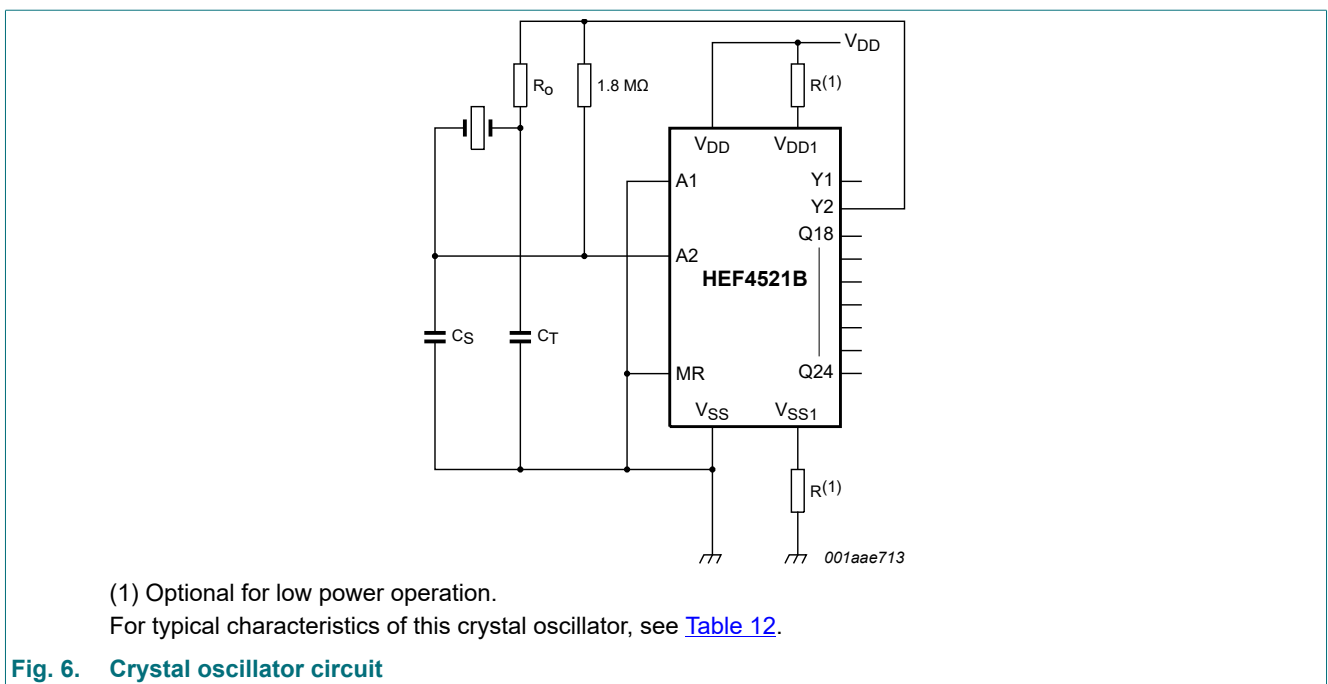 V_DD
R_O
1.8 MΩ
R(1)
V_DD V_DD1
A1 Y1
Y2
Q18
A2
HEF4521B
C_S C_T
MR Q24
V_SS V_SS1
R(1)
001aae713
(1) Optional for low power operation.
For typical characteristics of this crystal oscillator, see Table 12.
Fig. 6. Crystal oscillator circuit